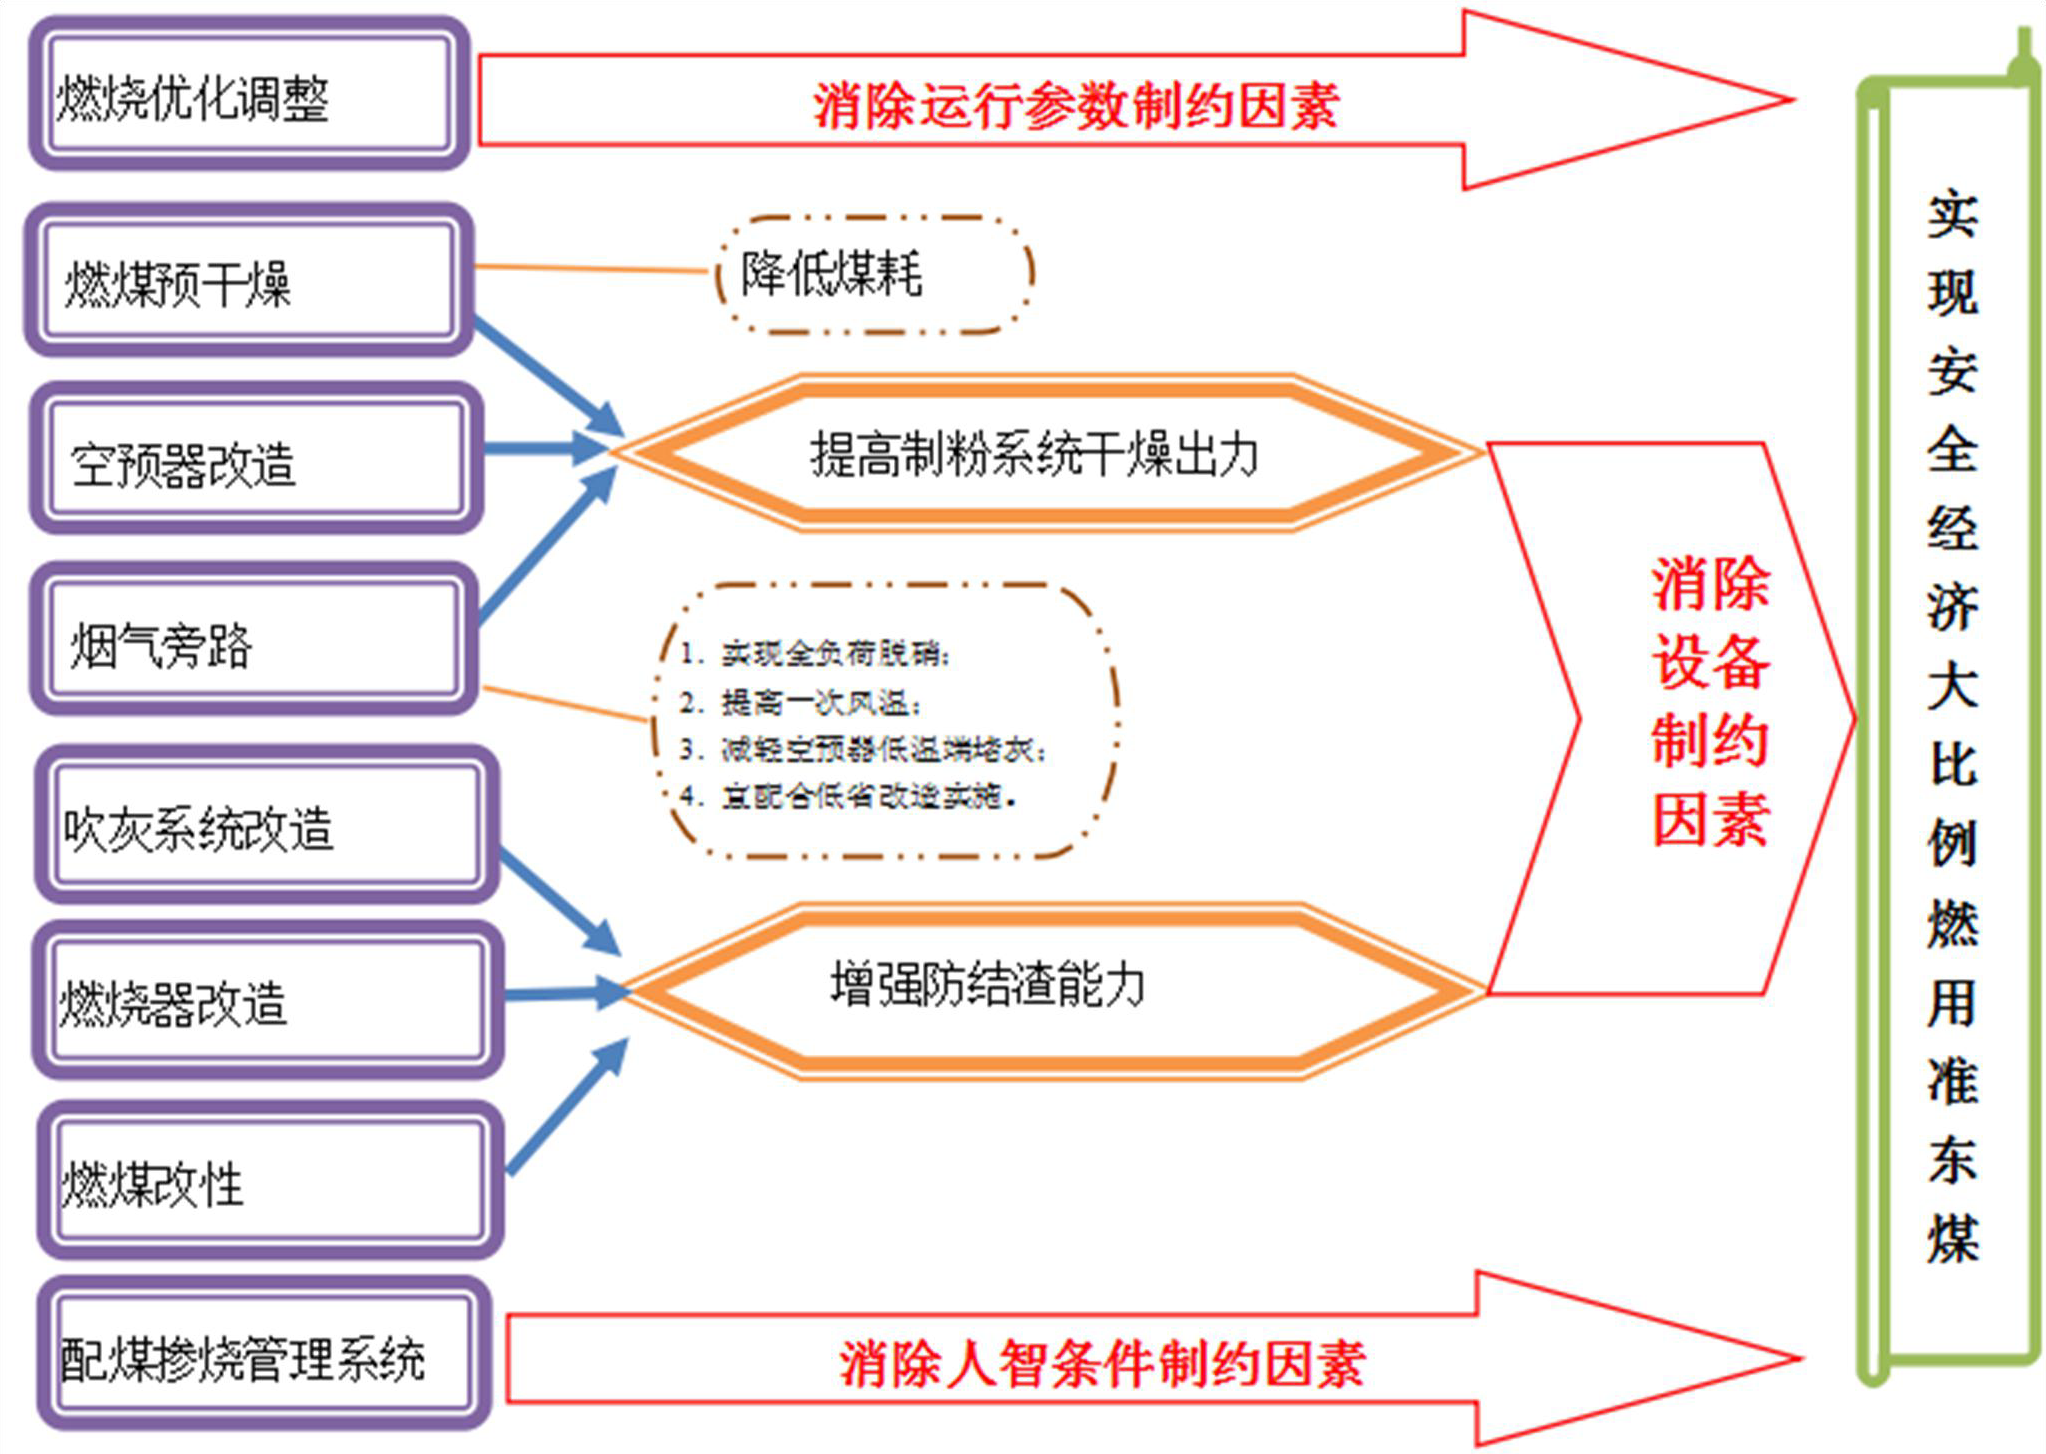 燃烧优化调整
消除运行参数制约因素
燃煤预干燥
降低煤耗
空预器改造
提高制粉系统干燥出力
烟气旁路
1. 实现全负荷脱硝；
2. 提高一次风温；
3. 减轻空预器低温端堵灰；
4. 宜配合低省改造实施。
吹灰系统改造
燃烧器改造
增强防结渣能力
燃煤改性
配煤掺烧管理系统
消除人智条件制约因素
消除
设备
制约
因素
实现安全经济大比例燃用准东煤